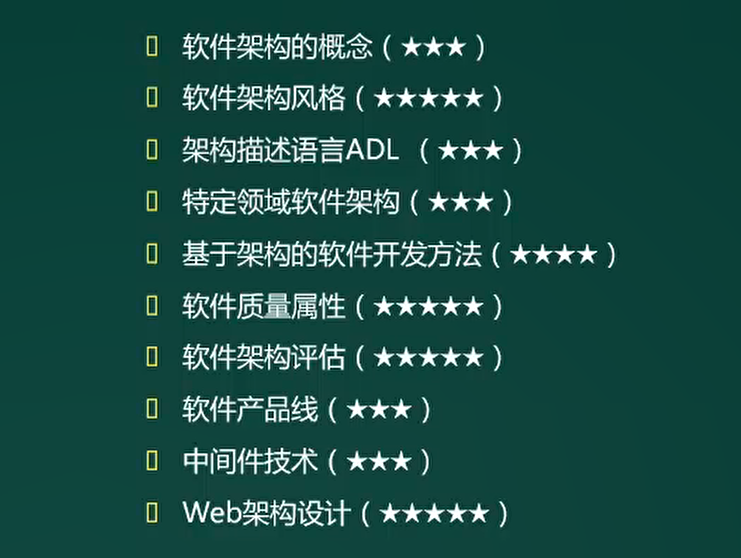 软件架构的概念（★★★）
软件架构风格（★★★★★）
架构描述语言ADL （★★★）
特定领域软件架构（★★★）
基于架构的软件开发方法（★★★★）
软件质量属性（★★★★★）
软件架构评估（★★★★★）
软件产品线（★★★）
中间件技术（★★★）
Web架构设计（★★★★★）